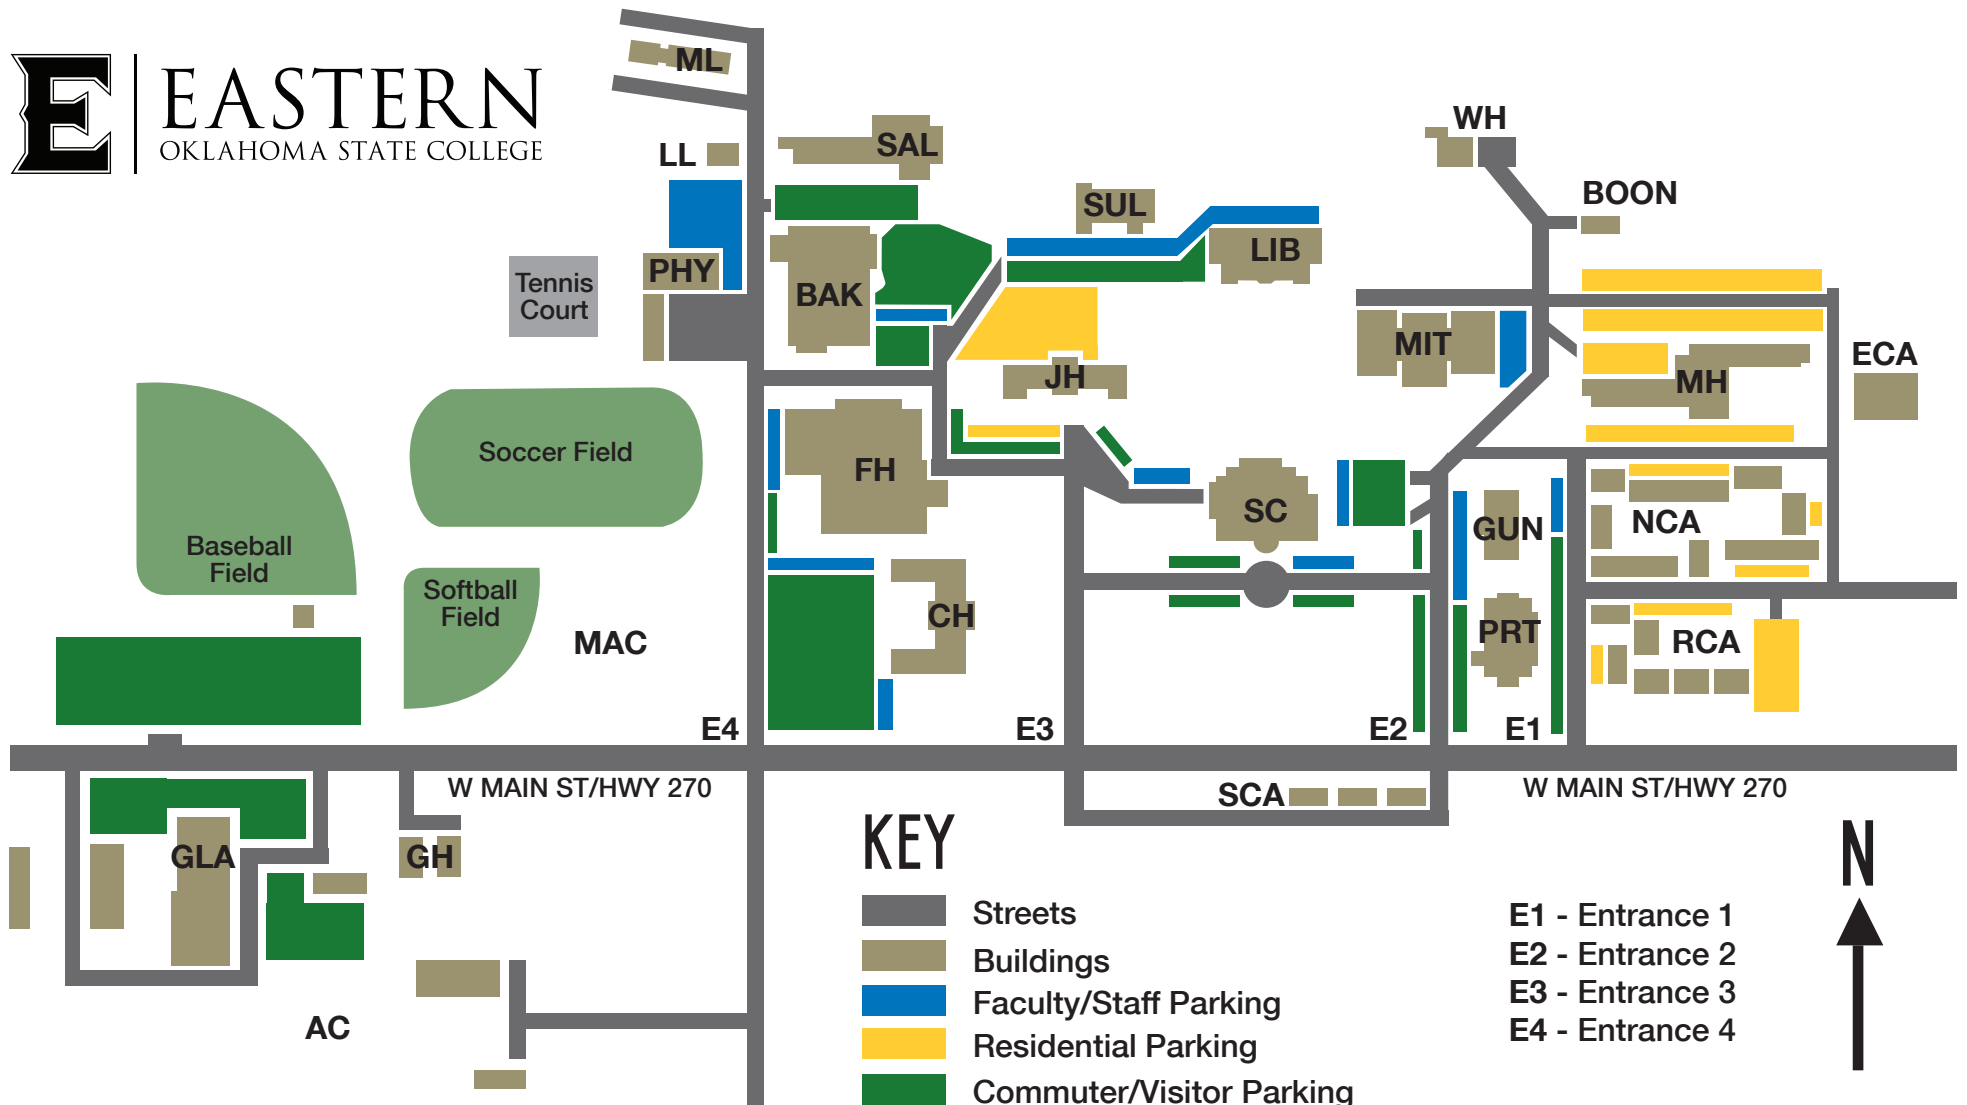 E
EASTERN
OKLAHOMA STATE COLLEGE
ML
WH
SAL
LL
BOON
SUL
LIB
PHY
Tennis
Court
BAK
MIT
ECA
JH
MH
Soccer Field
FH
SC
NCA
GUN
Baseball
Field
Softball
Field
CH
PRT
MAC
RCA
E4
E3
E2
E1
W MAIN ST/HWY 270
W MAIN ST/HWY 270
SCA
GLA
GH
AC
KEY
Streets
Buildings
Faculty/Staff Parking
Residential Parking
Commuter/Visitor Parking
E1 - Entrance 1
E2 - Entrance 2
E3 - Entrance 3
E4 - Entrance 4
N